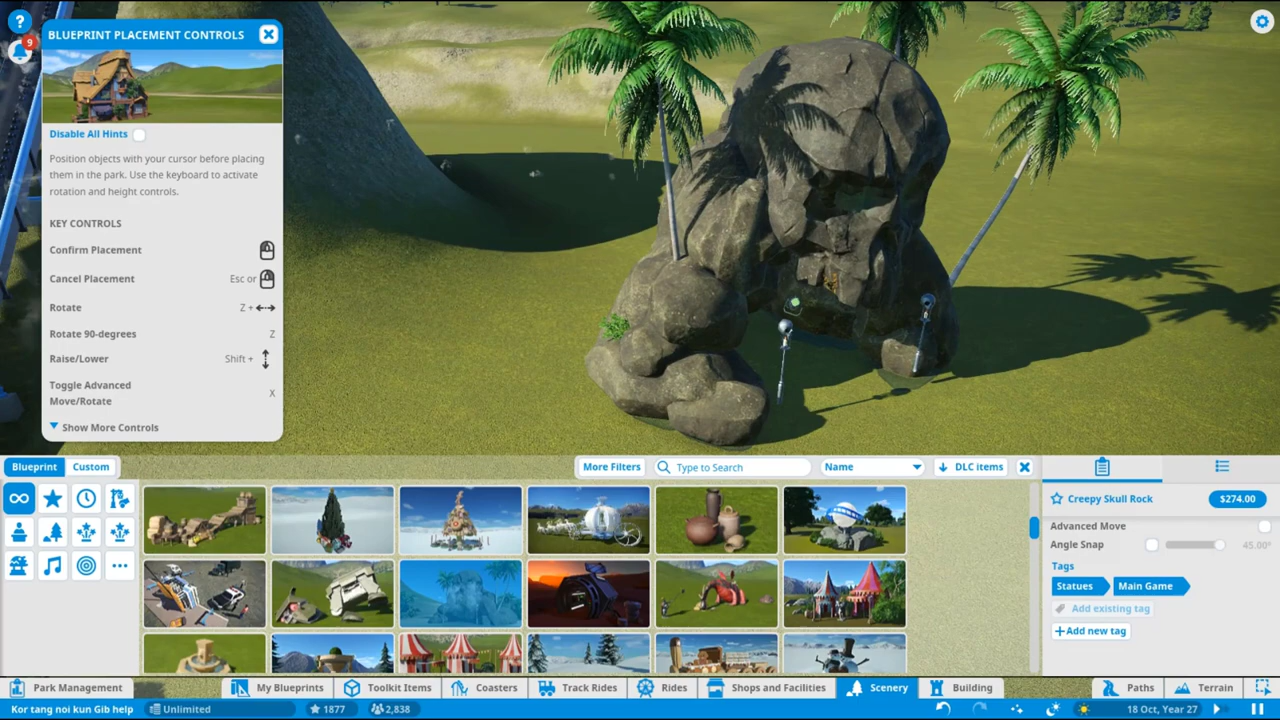 ?
9
BLUEPRINT PLACEMENT CONTROLS
Disable All Hints
Position objects with your cursor before placing
them in the park. Use the keyboard to activate
rotation and height controls.
KEY CONTROLS
Confirm Placement
Cancel Placement Esc or
Rotate Z +
Rotate 90-degrees Z
Raise/Lower Shift +
Toggle Advanced
Move/Rotate X
Show More Controls
Blueprint Custom More Filters Type to Search Name DLC items
Creepy Skull Rock $274.00
Advanced Move
Angle Snap 45.00°
Tags
Statues Main Game
Add existing tag
+Add new tag
Park Management My Blueprints Toolkit Items Coasters Track Rides Rides Shops and Facilities Scenery Building Paths Terrain
Kor tang noi kun Gib help Unlimited 1877 2,838 18 Oct, Year 27